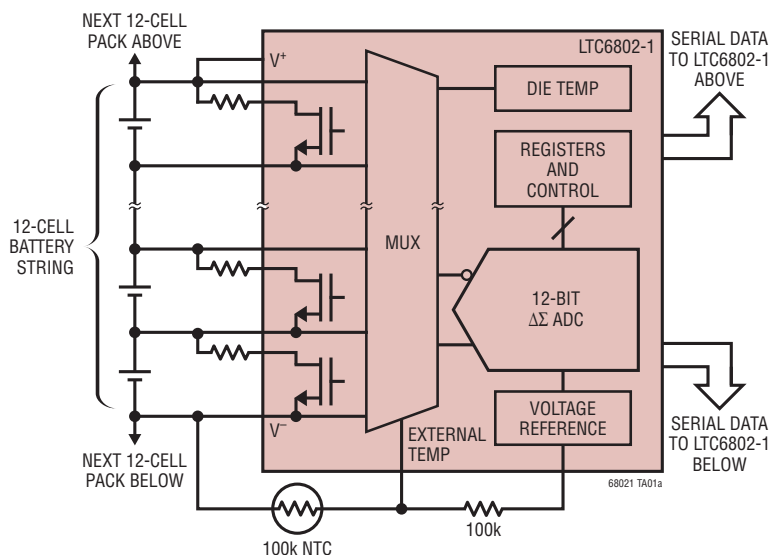 NEXT 12-CELL
PACK ABOVE
V+
LTC6802-1
SERIAL DATA
TO LTC6802-1
ABOVE
DIE TEMP
REGISTERS
AND
CONTROL
12-CELL
BATTERY
STRING
MUX
12-BIT
ΔΣ ADC
VOLTAGE
REFERENCE
V–
EXTERNAL
TEMP
NEXT 12-CELL
PACK BELOW
SERIAL DATA
TO LTC6802-1
BELOW
68021 TA01a
100k NTC
100k